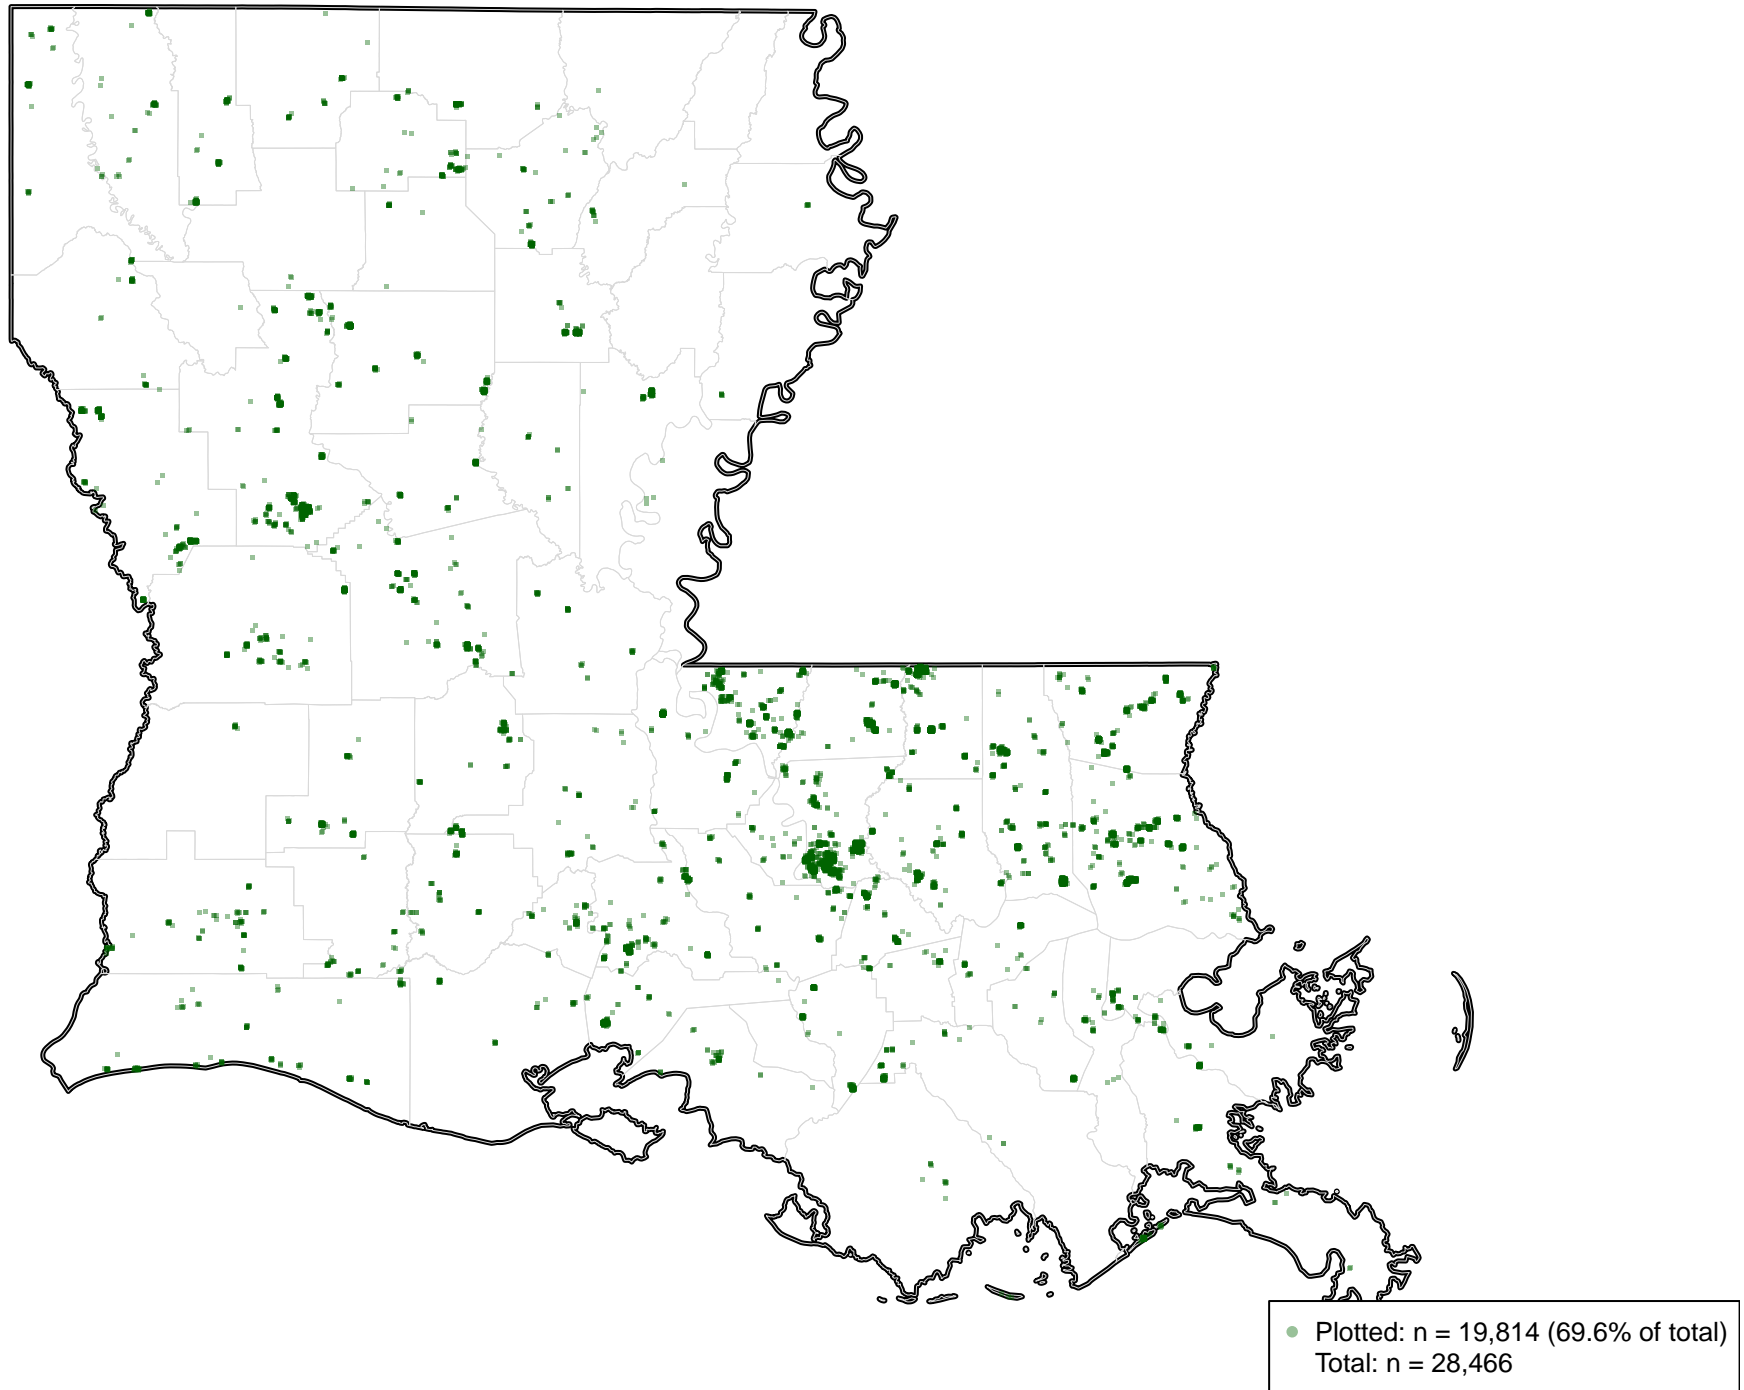 Plotted: n = 19,814 (69.6% of total)
Total: n = 28,466